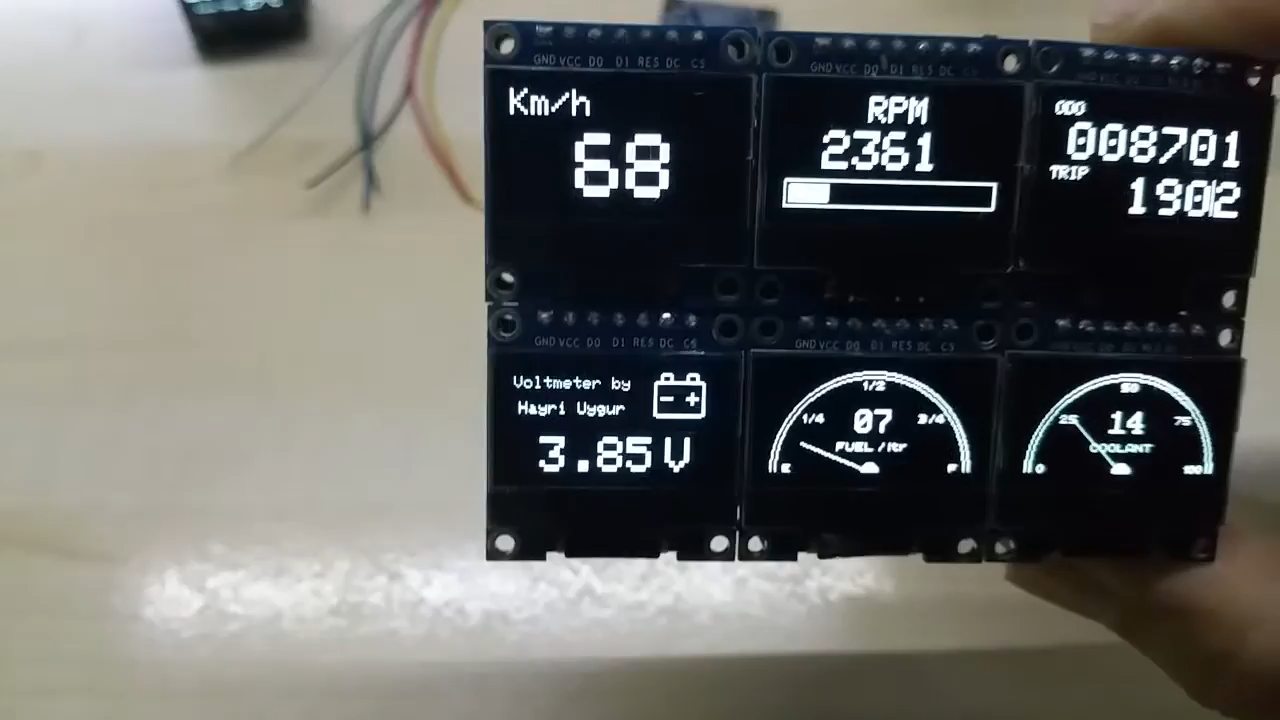 GND VCC D0 D1 RES DC CS
Km/h
68
GND VCC D0 D1 RES DC CS
RPM
2361
ODO
008701
TRIP
1902
GND VCC D0 D1 RES DC CS
Voltmeter by
Hayri Uygur
- +
3.85 V
GND VCC D0 D1 RES DC CS
1/2
1/4 3/4
07
FUEL /ltr
E F
50
25 75
14
COOLANT
0 100